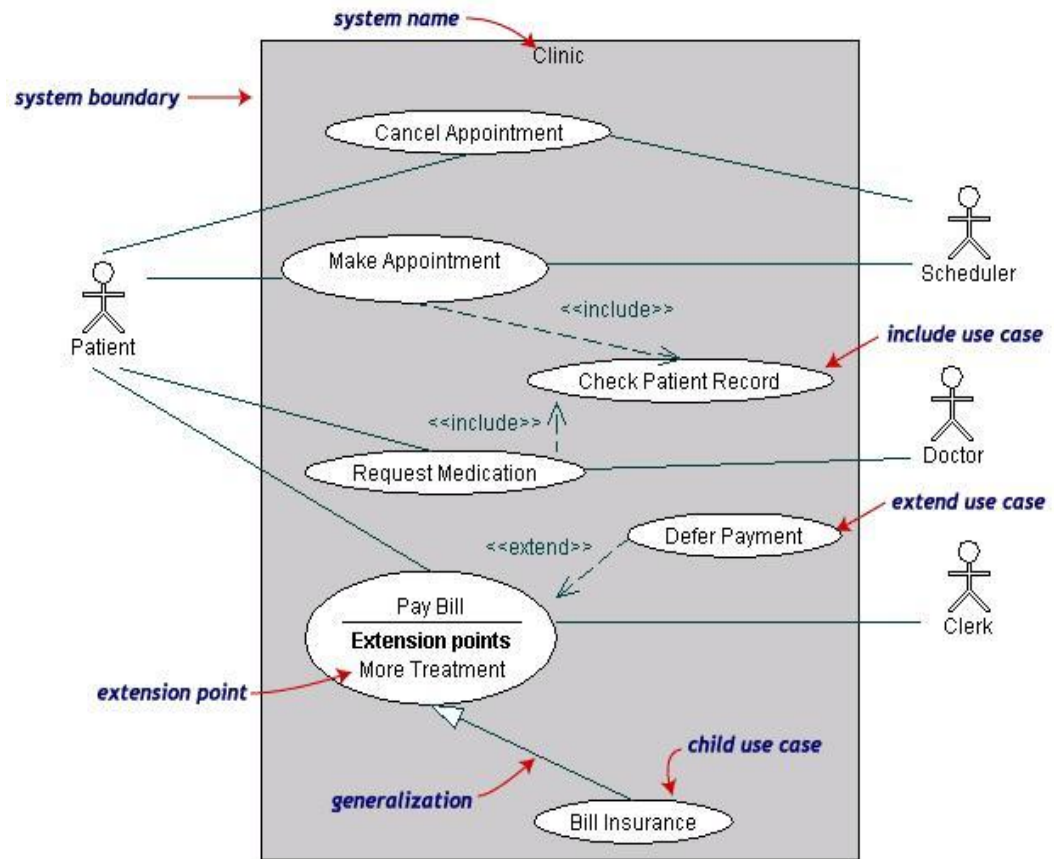 system name
Clinic
system boundary
Cancel Appointment
Make Appointment
Scheduler
<<include>>
Patient
include use case
Check Patient Record
<<include>>
Doctor
Request Medication
extend use case
Defer Payment
<<extend>>
Pay Bill
Clerk
Extension points
More Treatment
extension point
child use case
generalization
Bill Insurance